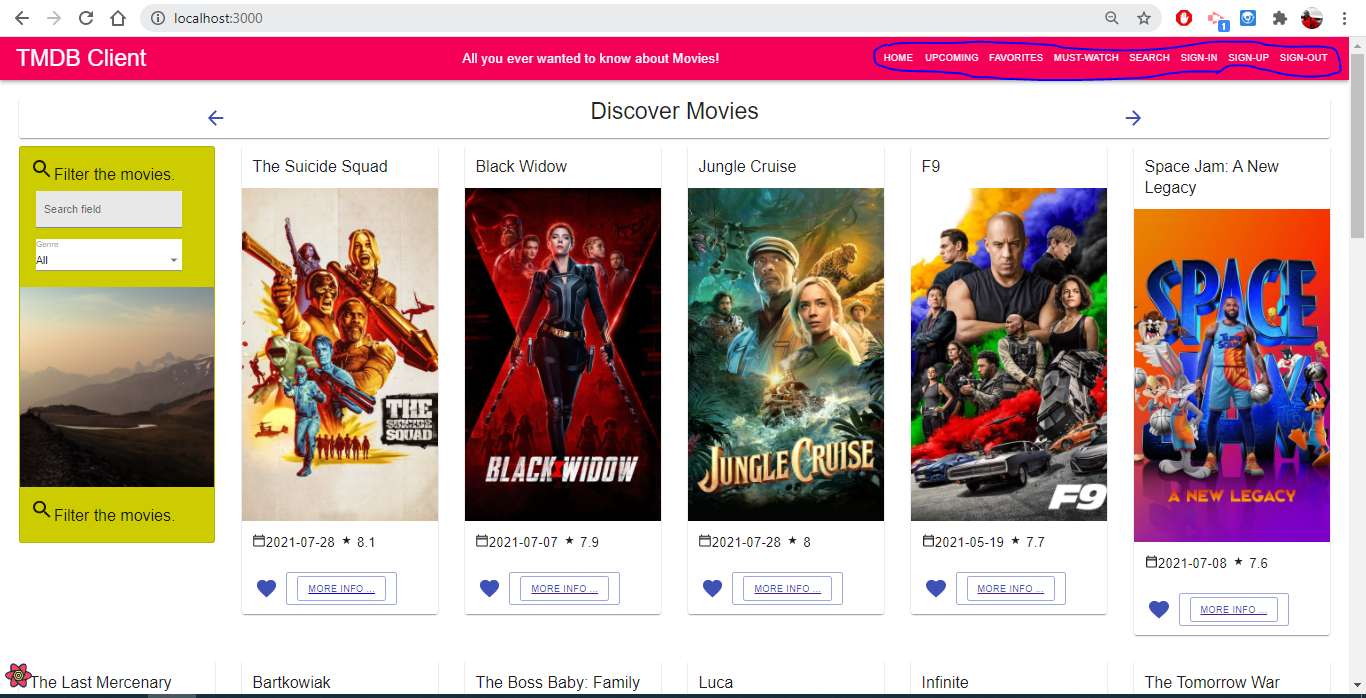 localhost:3000
1
TMDB Client
All you ever wanted to know about Movies!
HOME UPCOMING FAVORITES MUST-WATCH SEARCH SIGN-IN SIGN-UP SIGN-OUT
Discover Movies
Filter the movies.
Search field
Genre
All
Filter the movies.
The Suicide Squad
THE
SUICIDE
SQUAD
2021-07-28 8.1
MORE INFO ...
Black Widow
BLACK WIDOW
2021-07-07 7.9
MORE INFO ...
Jungle Cruise
JUNGLE CRUISE
2021-07-28 8
MORE INFO ...
F9
F9
2021-05-19 7.7
MORE INFO ...
Space Jam: A New
Legacy
SPACE
JAM
A NEW LEGACY
2021-07-08 7.6
MORE INFO ...
The Last Mercenary
Bartkowiak
The Boss Baby: Family
Luca
Infinite
The Tomorrow War